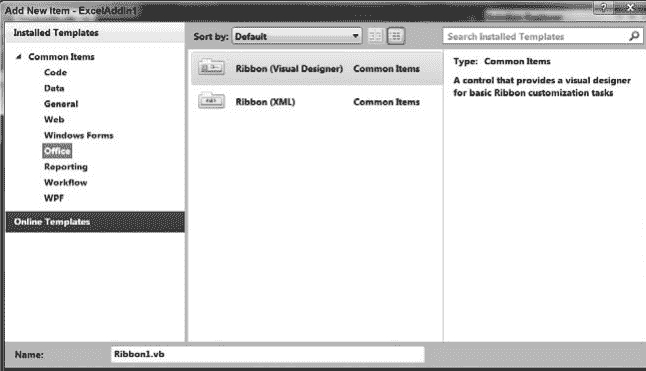 Add New Item - ExcelAddin1
Installed Templates
Common Items
Code
Data
General
Web
Windows Forms
Office
Reporting
Workflow
WPF
Online Templates
Sort by: Default
Ribbon (Visual Designer) Common Items
Ribbon (XML) Common Items
Search Installed Templates
Type: Common Items
A control that provides a visual designer
for basic Ribbon customization tasks
Name: Ribbon1.vb